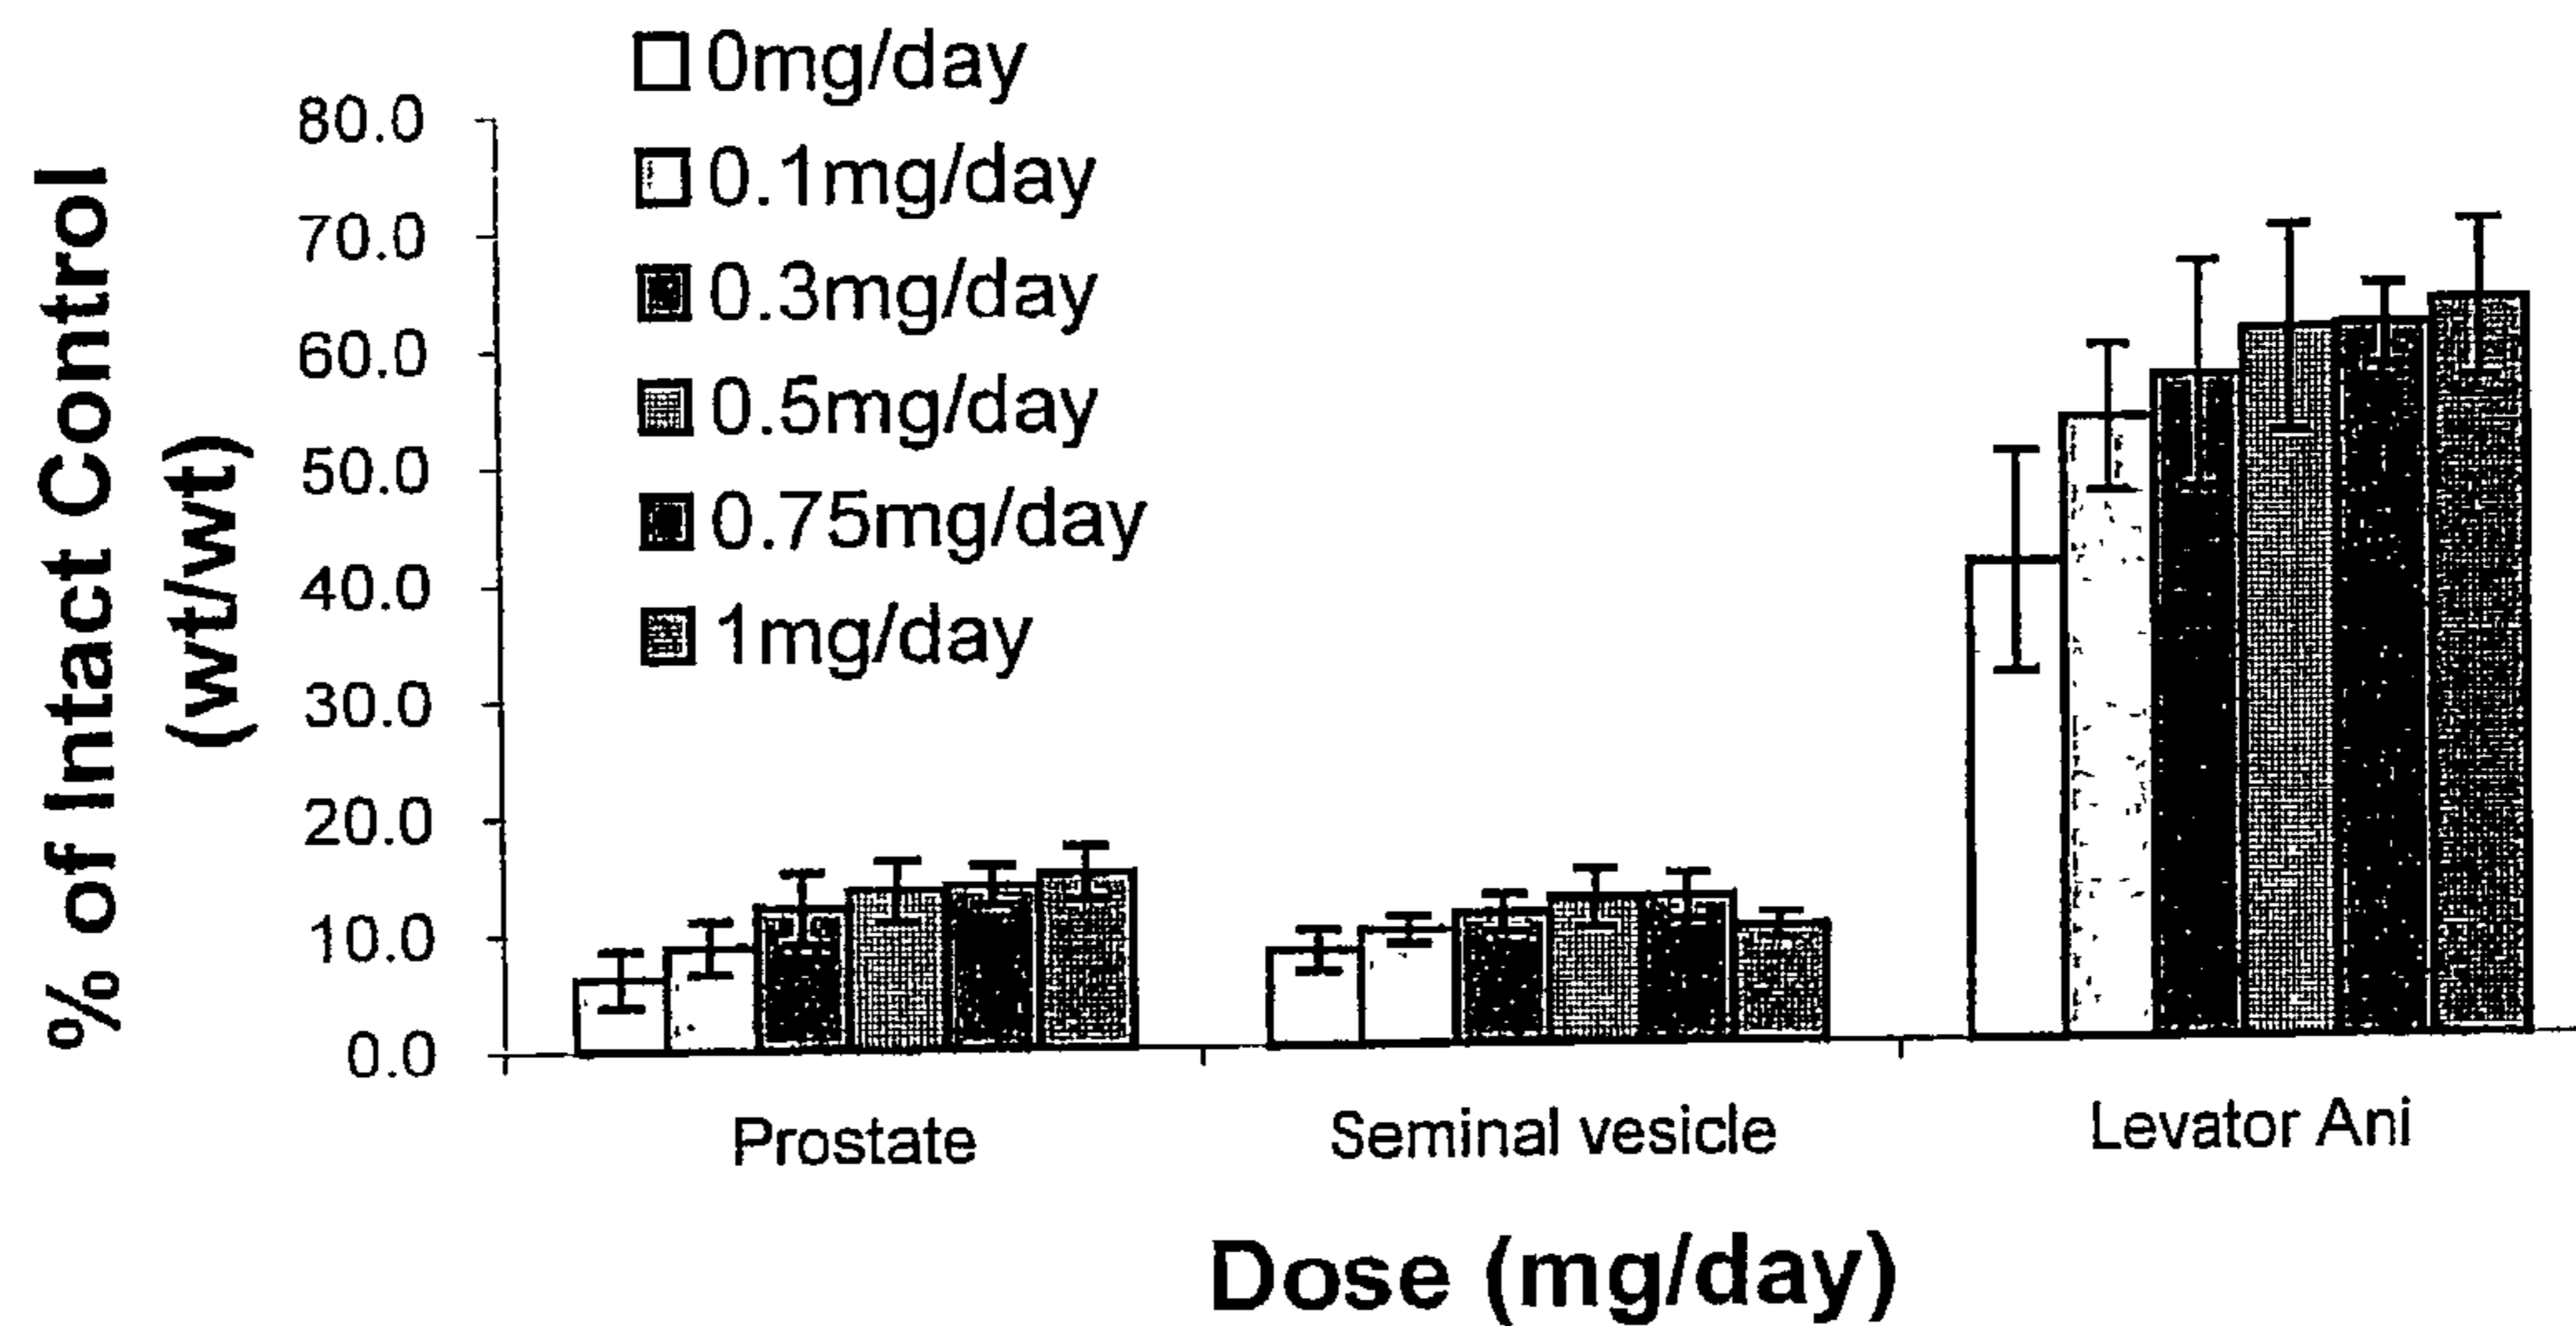 0mg/day
0.1mg/day
0.3mg/day
0.5mg/day
0.75mg/day
1mg/day
% of Intact Control
(wt/wt)
80.0
70.0
60.0
50.0
40.0
30.0
20.0
10.0
0.0
Prostate
Seminal vesicle
Levator Ani
Dose (mg/day)